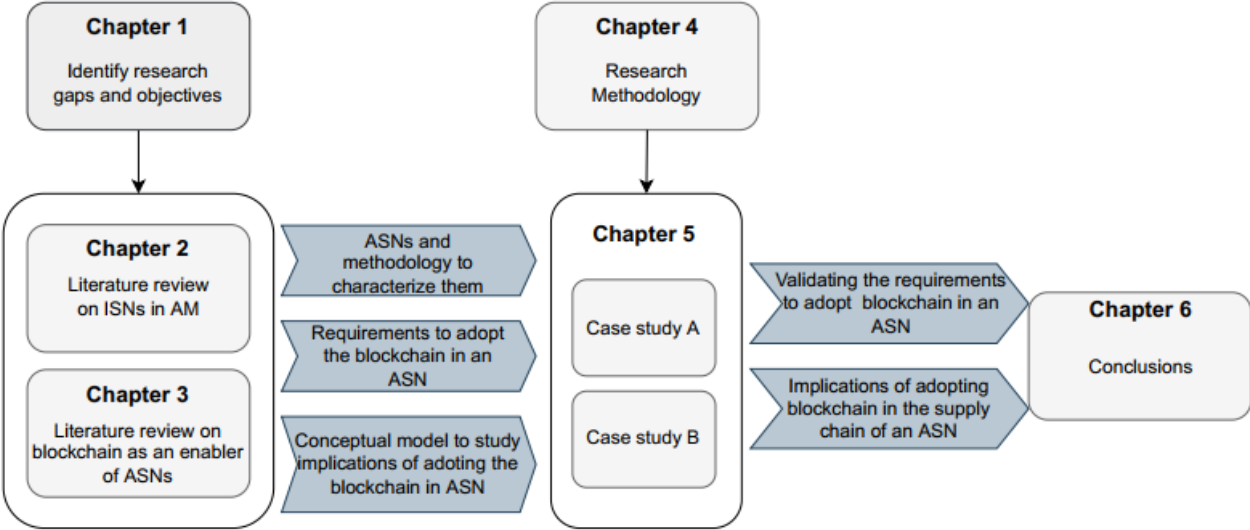 Chapter 1
Identify research
gaps and objectives
Chapter 4
Research
Methodology
Chapter 2
Literature review
on ISNs in AM
Chapter 3
Literature review on
blockchain as an enabler
of ASNs
ASNs and
methodology to
characterize them
Requirements to adopt
the blockchain in an
ASN
Conceptual model to study
implications of adoting the
blockchain in ASN
Chapter 5
Case study A
Case study B
Validating the requirements
to adopt blockchain in an
ASN
Implications of adopting
blockchain in the supply
chain of an ASN
Chapter 6
Conclusions